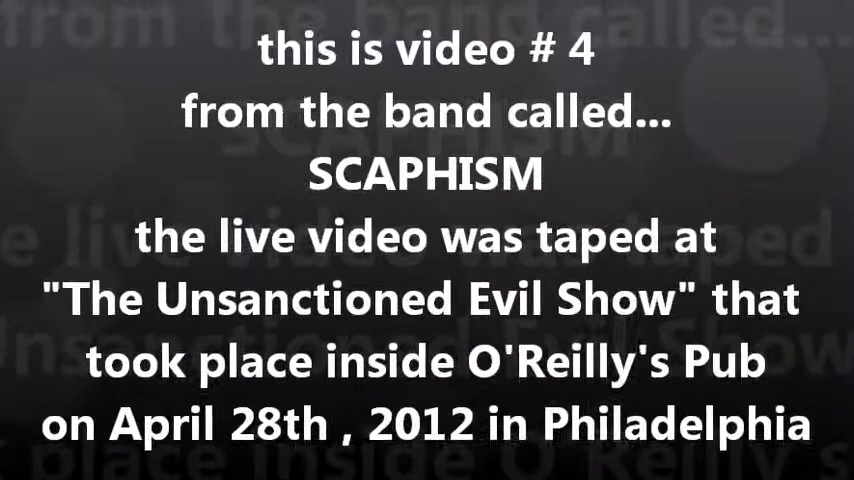 this is video # 4
from the band called...
SCAPHISM
the live video was taped at
"The Unsanctioned Evil Show" that
took place inside O'Reilly's Pub
on April 28th , 2012 in Philadelphia